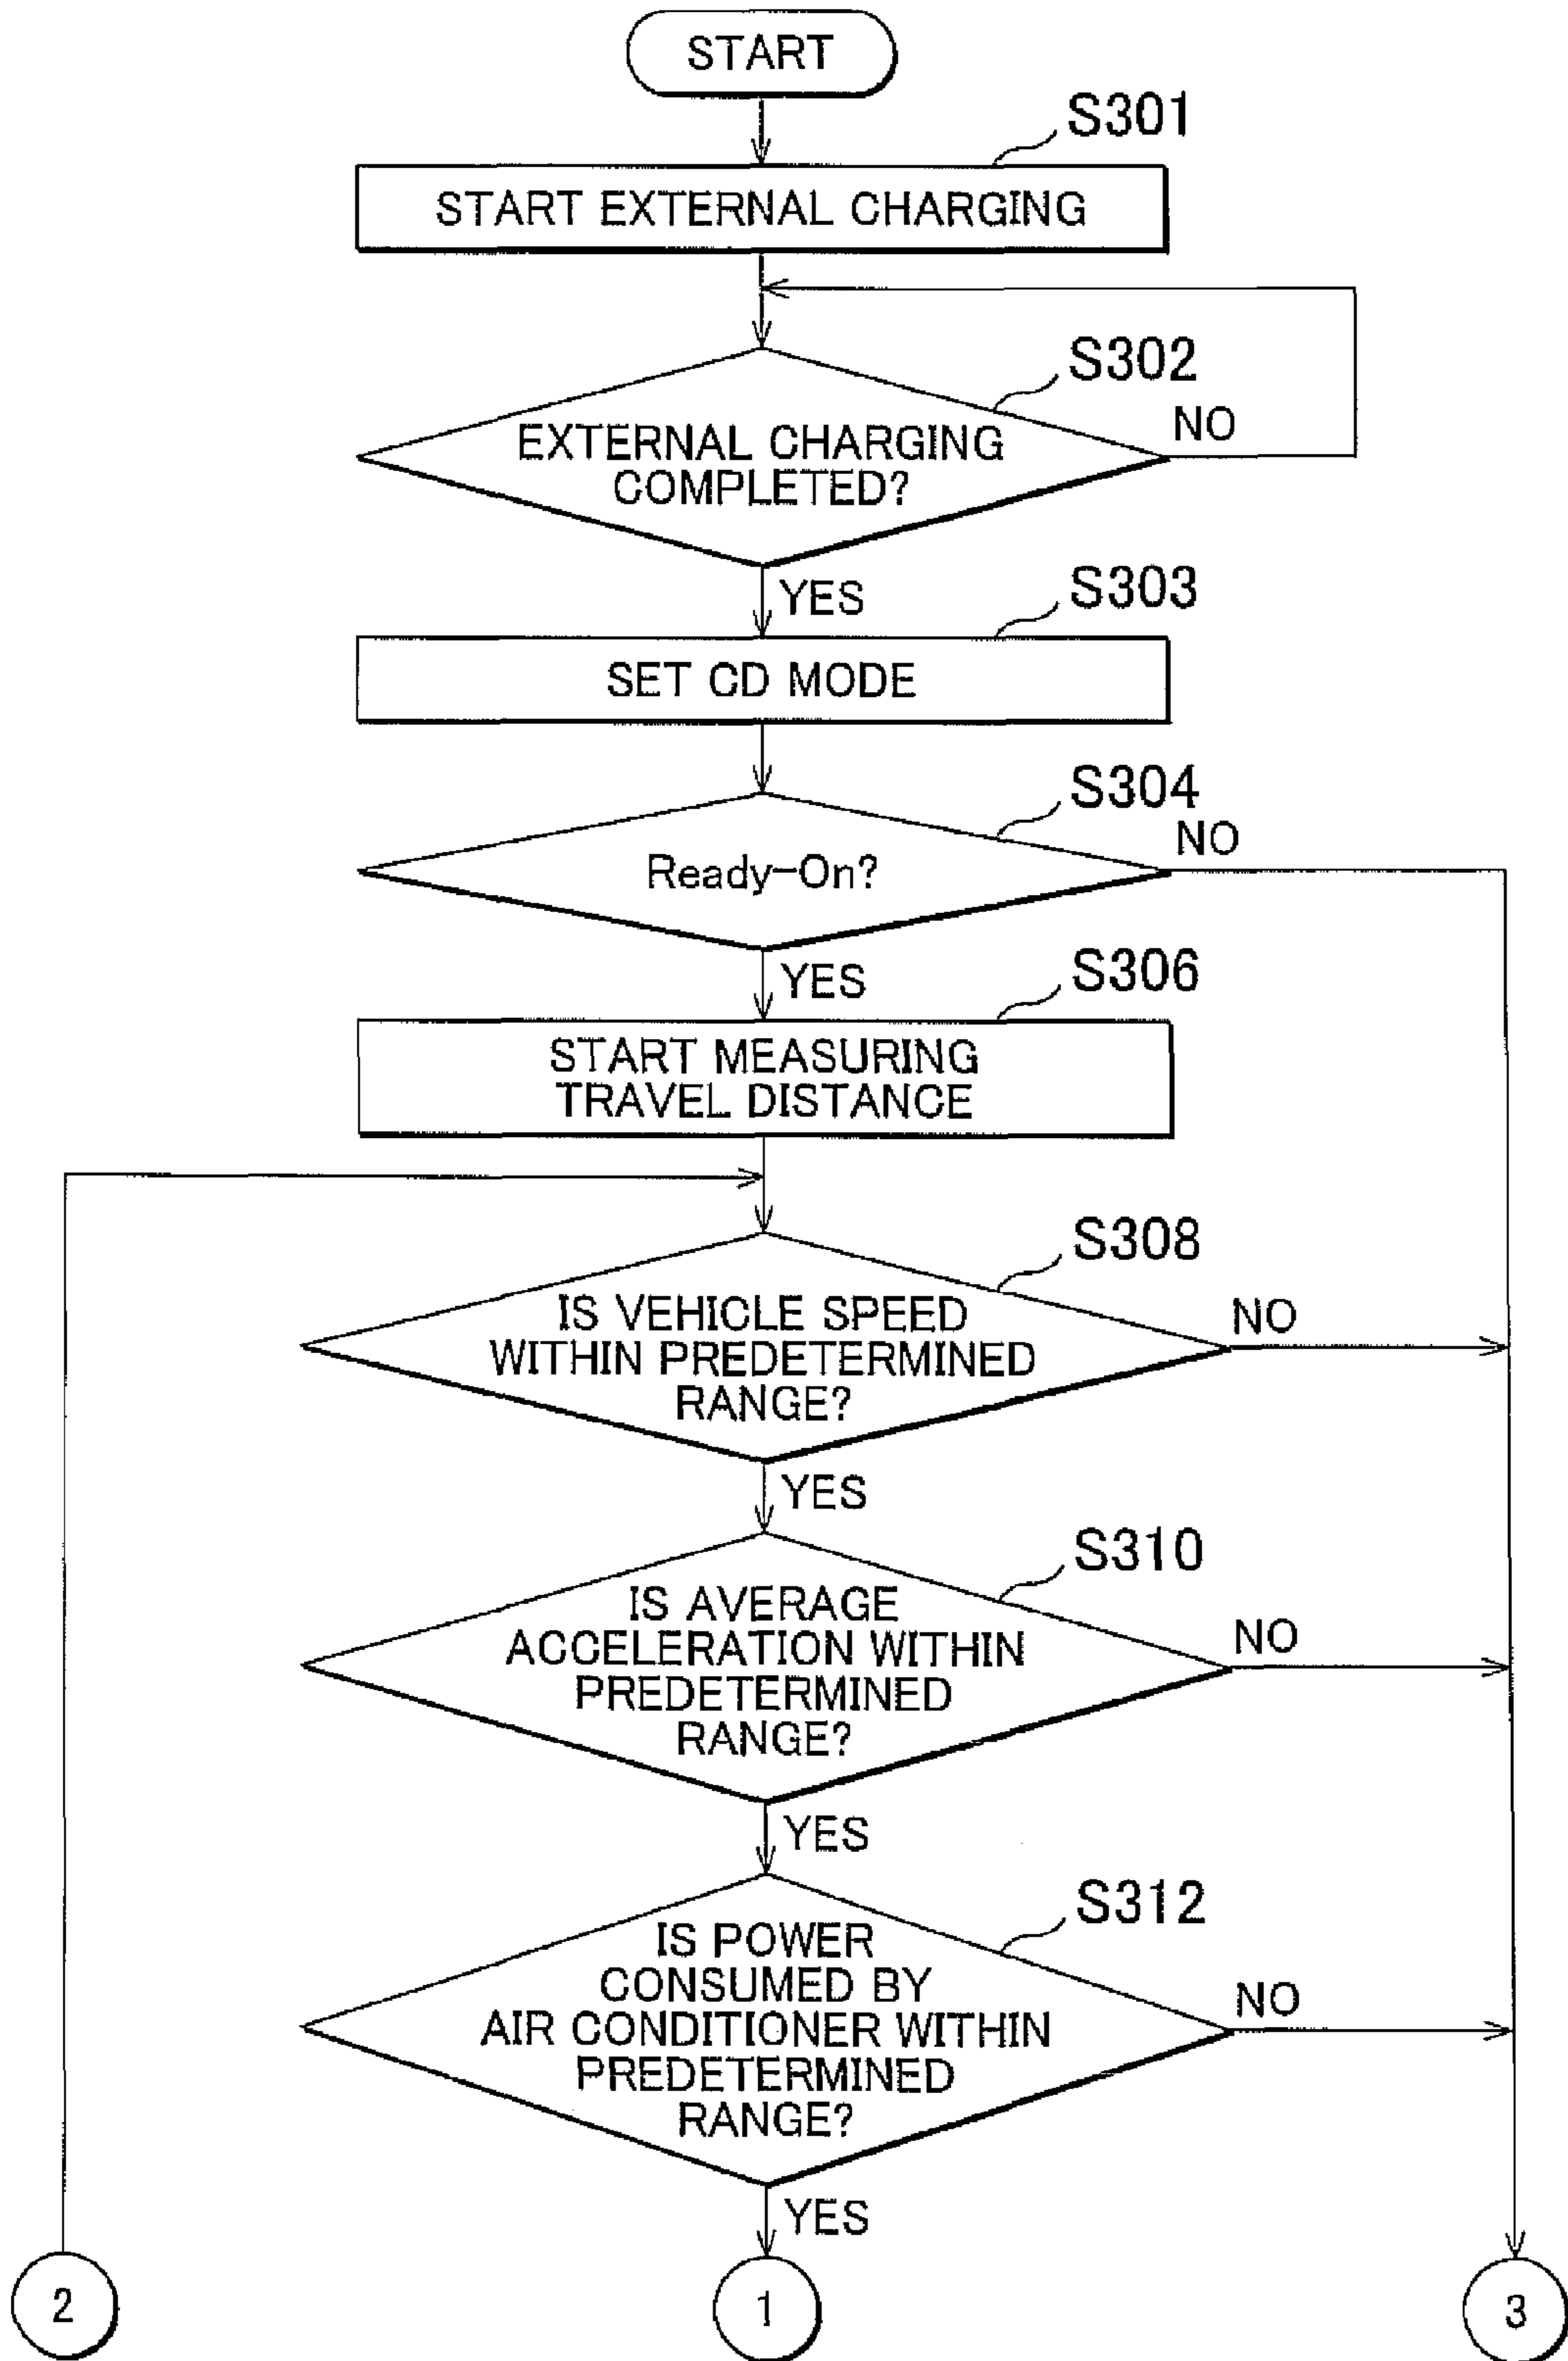 START
S301
START EXTERNAL CHARGING
S302
NO
EXTERNAL CHARGING
COMPLETED?
YES
S303
SET CD MODE
S304
NO
Ready-On?
YES
S306
START MEASURING
TRAVEL DISTANCE
S308
IS VEHICLE SPEED
WITHIN PREDETERMINED
RANGE?
NO
YES
S310
IS AVERAGE
ACCELERATION WITHIN
PREDETERMINED
RANGE?
NO
YES
S312
IS POWER
CONSUMED BY
AIR CONDITIONER WITHIN
PREDETERMINED
RANGE?
NO
YES
2
1
3